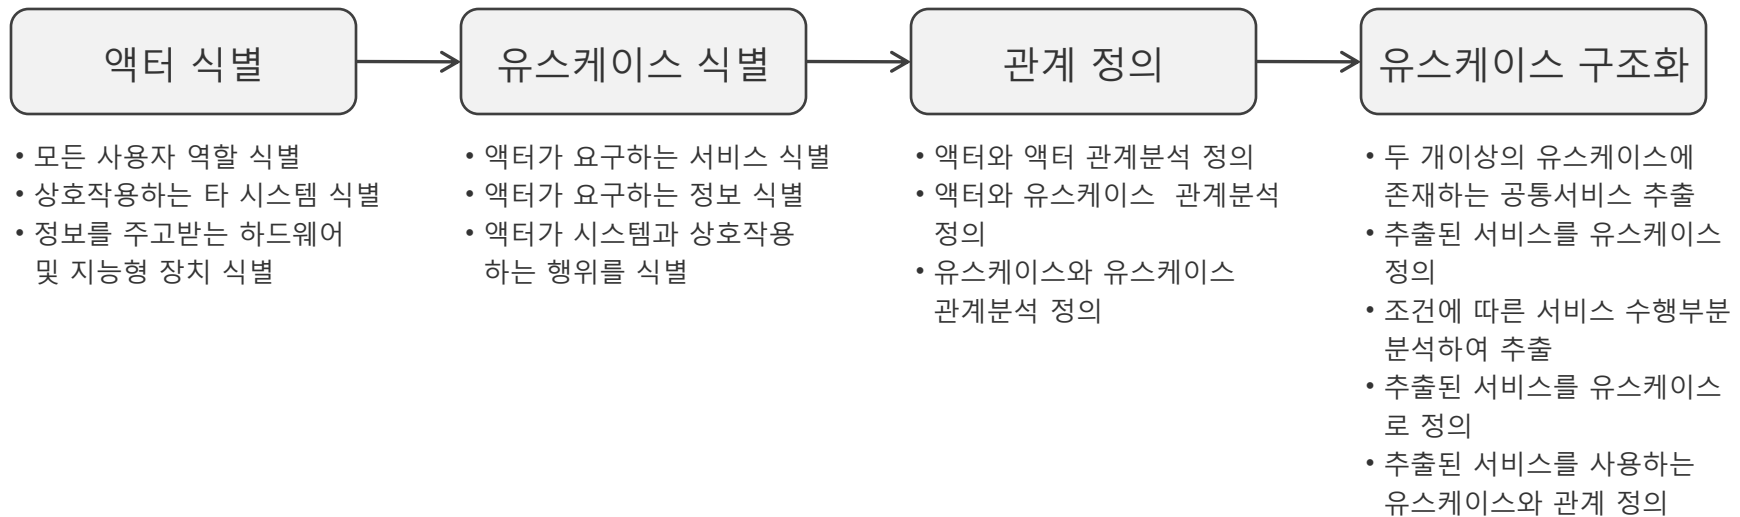 액터 식별
유스케이스 식별
관계 정의
유스케이스 구조화
• 모든 사용자 역할 식별
• 상호작용하는 타 시스템 식별
• 정보를 주고받는 하드웨어
및 지능형 장치 식별
• 액터가 요구하는 서비스 식별
• 액터가 요구하는 정보 식별
• 액터가 시스템과 상호작용
하는 행위를 식별
• 액터와 액터 관계분석 정의
• 액터와 유스케이스 관계분석
정의
• 유스케이스와 유스케이스
관계분석 정의
• 두 개이상의 유스케이스에
존재하는 공통서비스 추출
• 추출된 서비스를 유스케이스
정의
• 조건에 따른 서비스 수행부분
분석하여 추출
• 추출된 서비스를 유스케이스
로 정의
• 추출된 서비스를 사용하는
유스케이스와 관계 정의